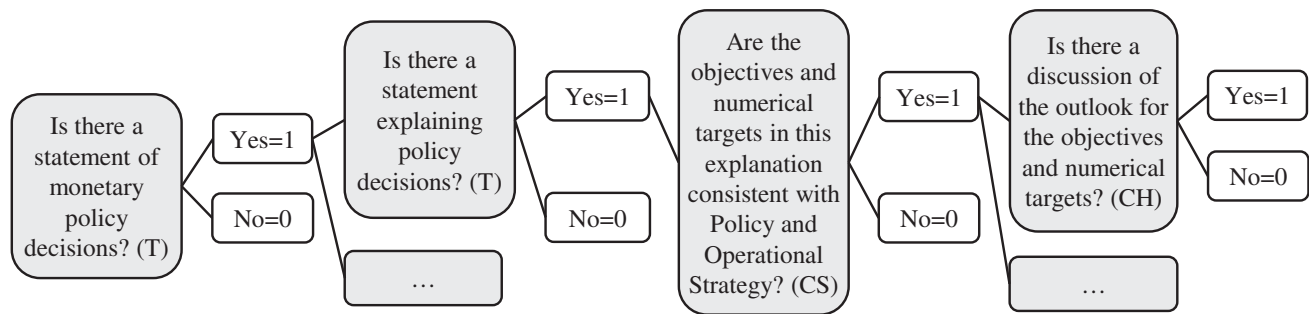 Is there a
statement of
monetary
policy
decisions? (T)
Yes=1
No=0
Is there a
statement
explaining
policy
decisions? (T)
…
Yes=1
No=0
Are the
objectives and
numerical
targets in this
explanation
consistent with
Policy and
Operational
Strategy? (CS)
Yes=1
No=0
Is there a
discussion of
the outlook for
the objectives
and numerical
targets? (CH)
…
Yes=1
No=0